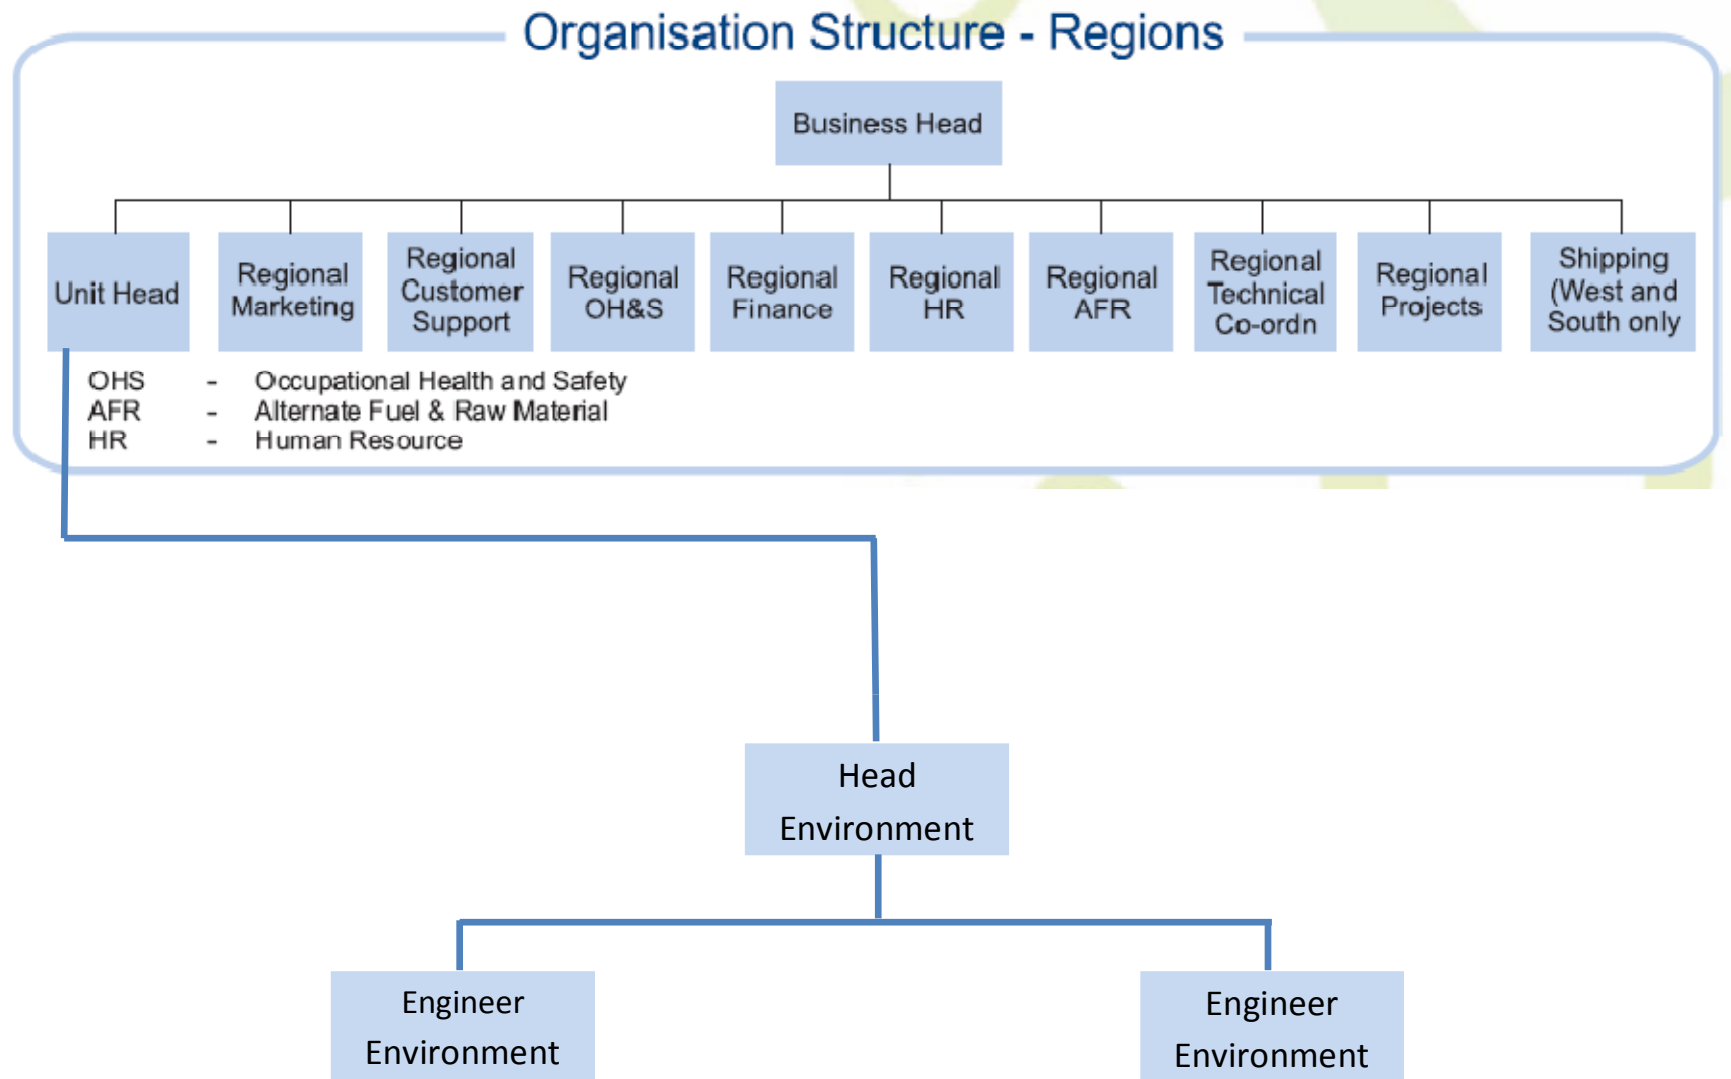 Organisation Structure - Regions
Business Head
Unit Head
Regional
Marketing
Regional
Customer
Support
Regional
OH&S
Regional
Finance
Regional
HR
Regional
AFR
Regional
Technical
Co-ordn
Regional
Projects
Shipping
(West and
South only
OHS - Occupational Health and Safety
AFR - Alternate Fuel & Raw Material
HR - Human Resource
Head
Environment
Engineer
Environment
Engineer
Environment